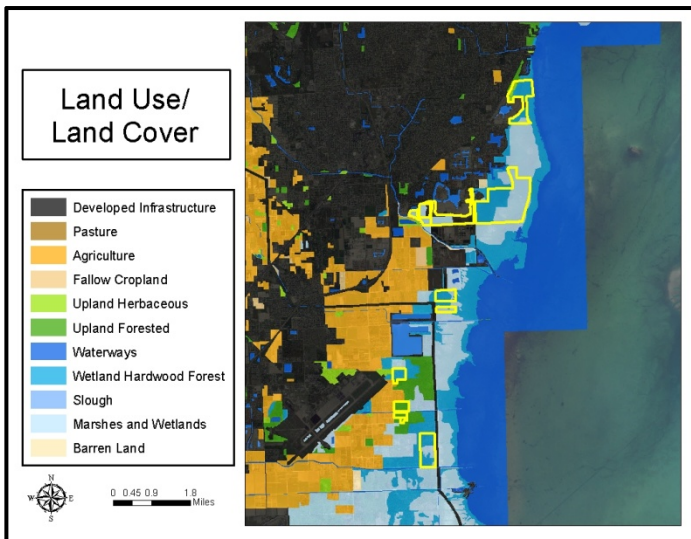 Land Use/
Land Cover
Developed Infrastructure
Pasture
Agriculture
Fallow Cropland
Upland Herbaceous
Upland Forested
Waterways
Wetland Hardwood Forest
Slough
Marshes and Wetlands
Barren Land
N
W E
S
0 0.45 0.9 1.8
Miles